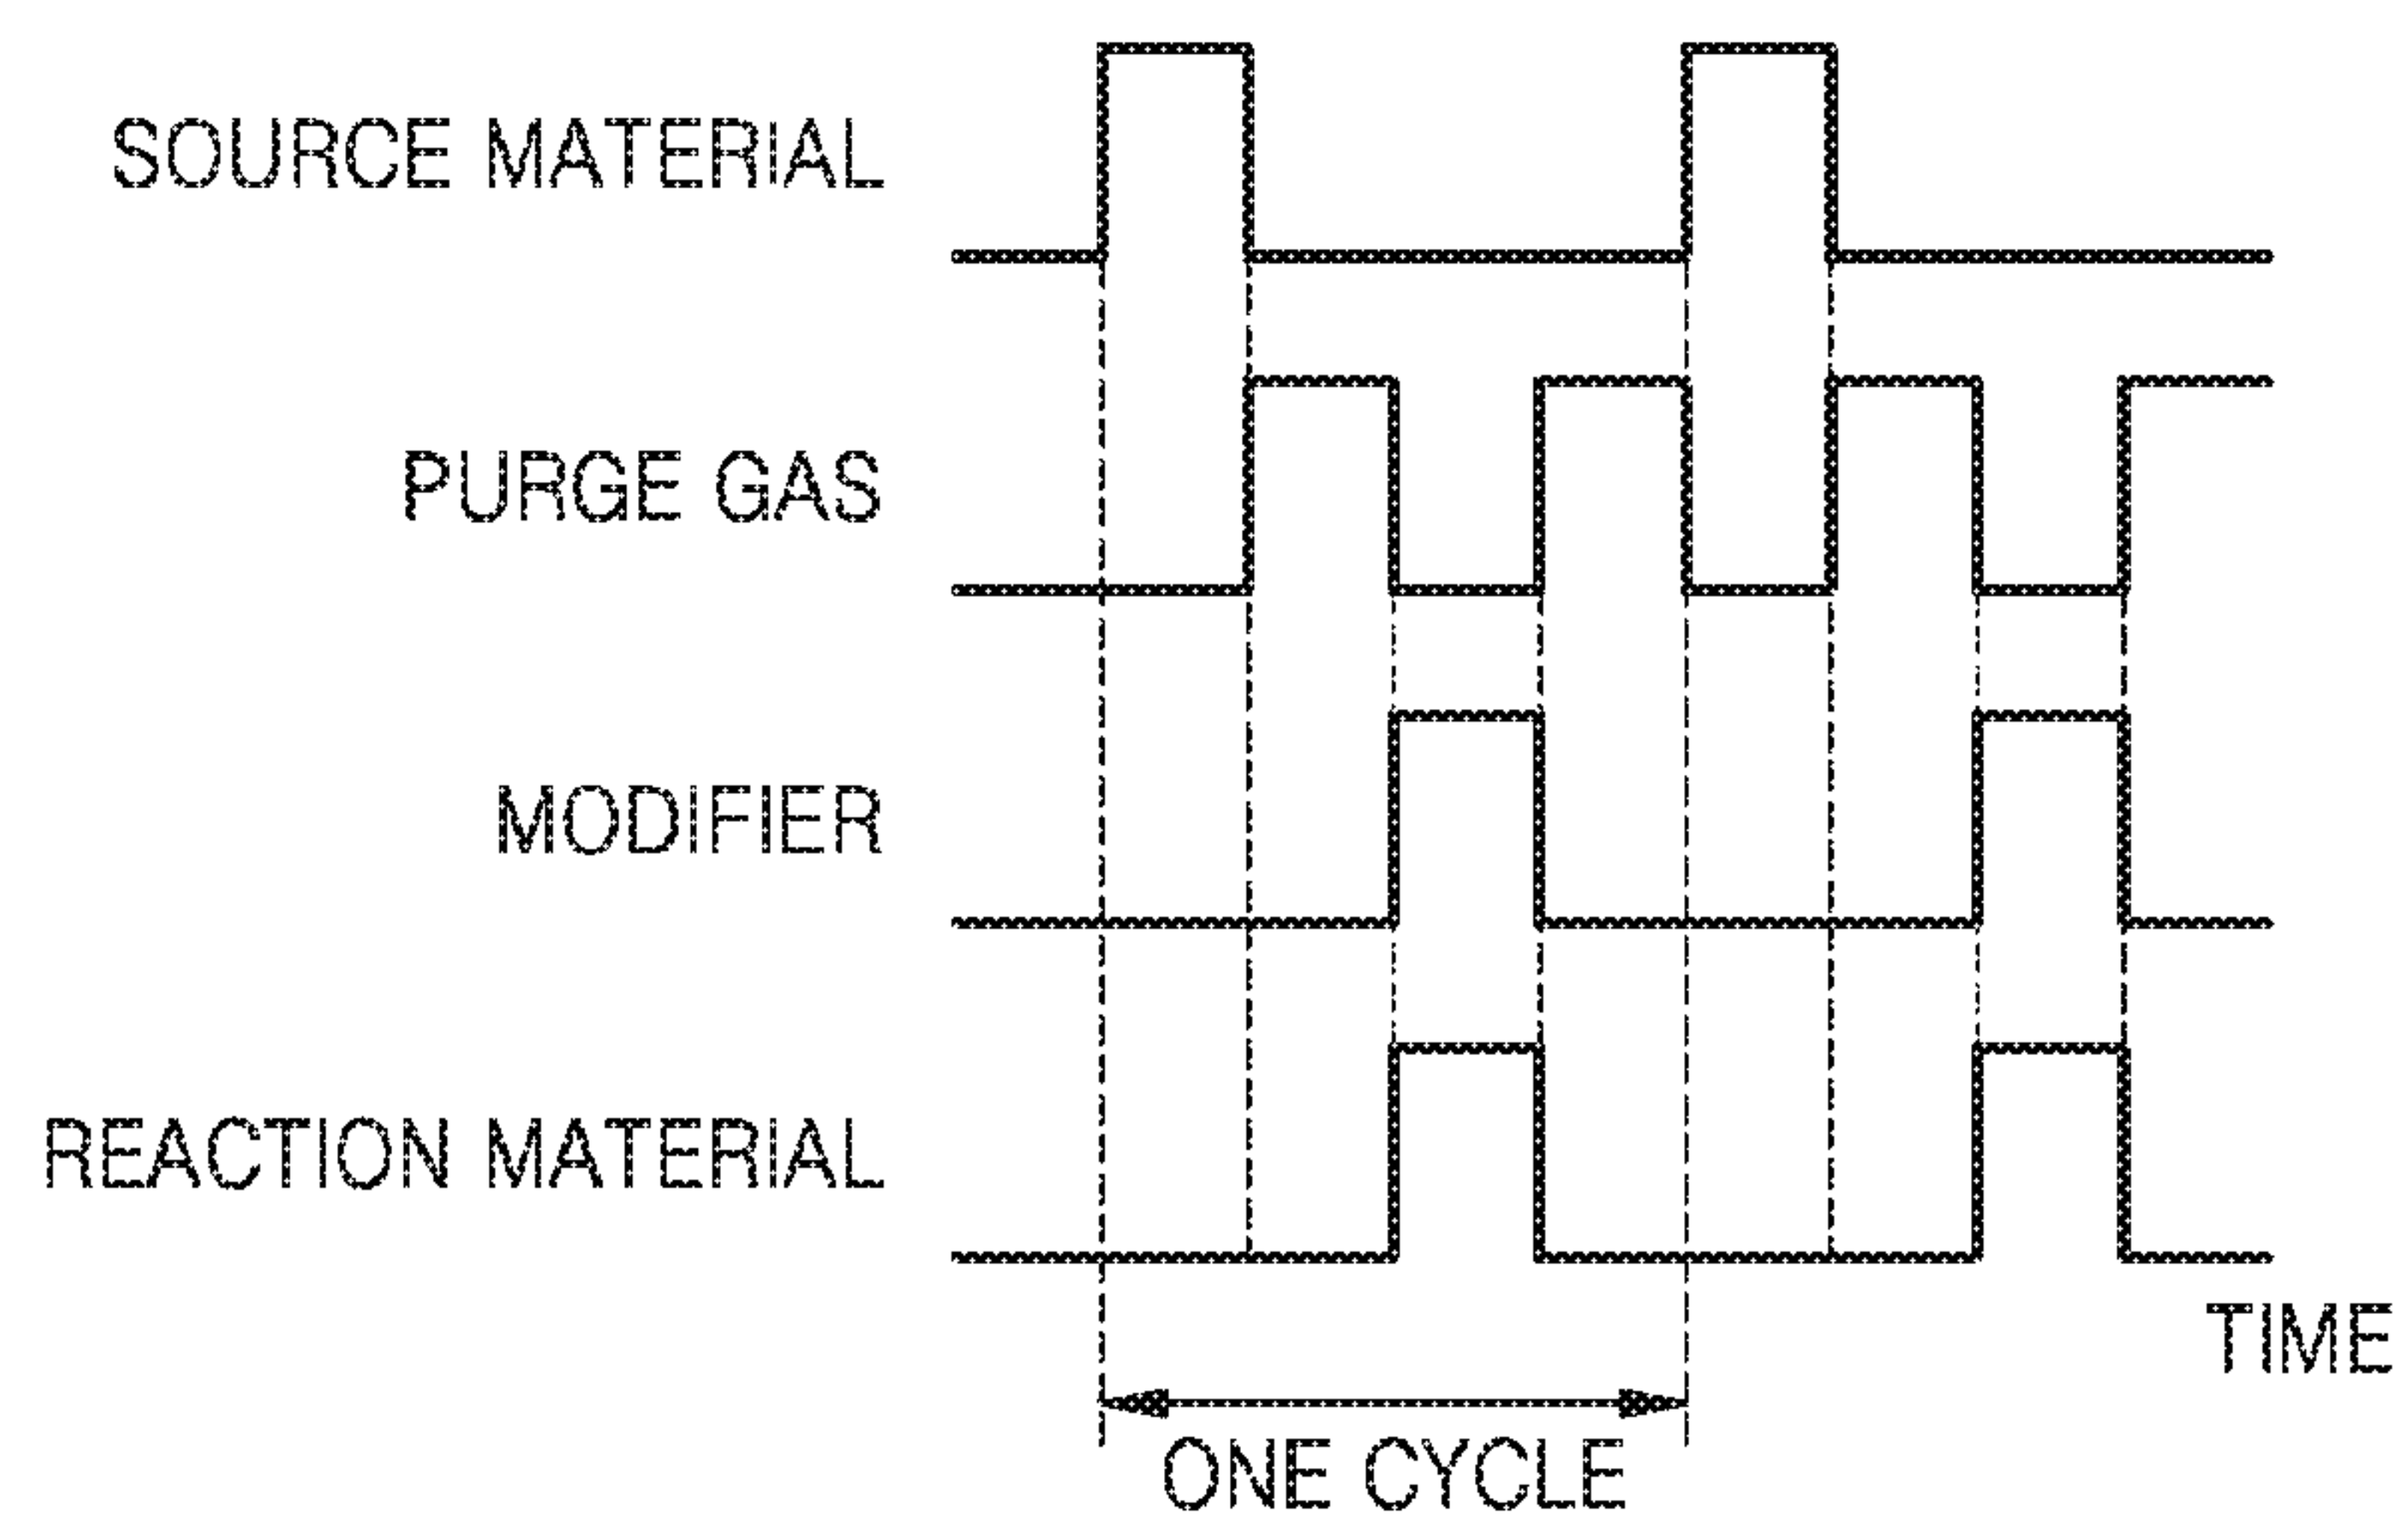 SOURCE MATERIAL
PURGE GAS
MODIFIER
REACTION MATERIAL
TIME
ONE CYCLE